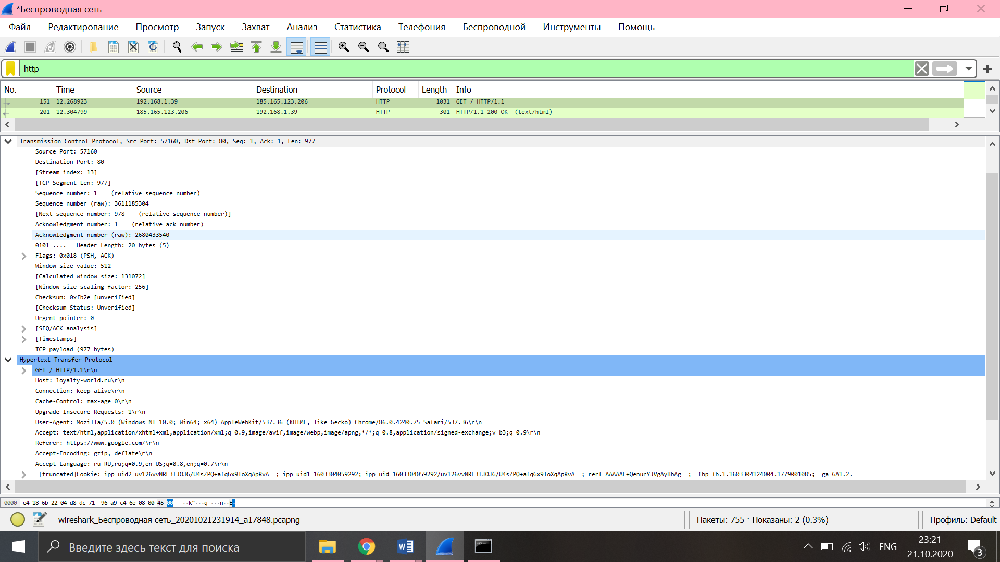 *Беспроводная сеть
Файл Редактирование Просмотр Запуск Захват Анализ Статистика Телефония Беспроводной Инструменты Помощь
http
No. Time Source Destination Protocol Length Info
151 12.268923 192.168.1.39 185.165.123.206 HTTP 1031 GET / HTTP/1.1
201 12.304799 185.165.123.206 192.168.1.39 HTTP 301 HTTP/1.1 200 OK (text/html)
Transmission Control Protocol, Src Port: 57160, Dst Port: 80, Seq: 1, Ack: 1, Len: 977
Source Port: 57160
Destination Port: 80
[Stream index: 13]
[TCP Segment Len: 977]
Sequence number: 1 (relative sequence number)
Sequence number (raw): 3611185304
[Next sequence number: 978 (relative sequence number)]
Acknowledgment number: 1 (relative ack number)
Acknowledgment number (raw): 2680433540
0101 .... = Header Length: 20 bytes (5)
Flags: 0x018 (PSH, ACK)
Window size value: 512
[Calculated window size: 131072]
[Window size scaling factor: 256]
Checksum: 0xfb2e [unverified]
[Checksum Status: Unverified]
Urgent pointer: 0
[SEQ/ACK analysis]
[Timestamps]
TCP payload (977 bytes)
Hypertext Transfer Protocol
GET / HTTP/1.1\r\n
Host: loyalty-world.ru\r\n
Connection: keep-alive\r\n
Cache-Control: max-age=0\r\n
Upgrade-Insecure-Requests: 1\r\n
User-Agent: Mozilla/5.0 (Windows NT 10.0; Win64; x64) AppleWebKit/537.36 (KHTML, like Gecko) Chrome/86.0.4240.75 Safari/537.36\r\n
Accept: text/html,application/xhtml+xml,application/xml;q=0.9,image/avif,image/webp,image/apng,*/*;q=0.8,application/signed-exchange;v=b3;q=0.9\r\n
Referer: https://www.google.com/\r\n
Accept-Encoding: gzip, deflate\r\n
Accept-Language: ru-RU,ru;q=0.9,en-US;q=0.8,en;q=0.7\r\n
[truncated]Cookie: ipp_uid2=uv126vvNRE3TJOJG/U4sZPQ+afqGx9ToXqApRvA==; ipp_uid1=1603304059292; ipp_uid=1603304059292/uv126vvNRE3TJOJG/U4sZPQ+afqGx9ToXqApRvA==; rerf=AAAAAF+QenurYJVgAyBbAg==; _fbp=fb.1.1603304124004.1779001085; _ga=GA1.2.
0000 e4 18 6b 22 04 d8 dc 71 96 a9 c4 6e 08 00 45 00 ··k"···q ···n··E·
wireshark_Беспроводная сеть_20201021231914_a17848.pcapng
Пакеты: 755 · Показаны: 2 (0.3%)
Профиль: Default
Введите здесь текст для поиска
ENG
23:21
21.10.2020
3